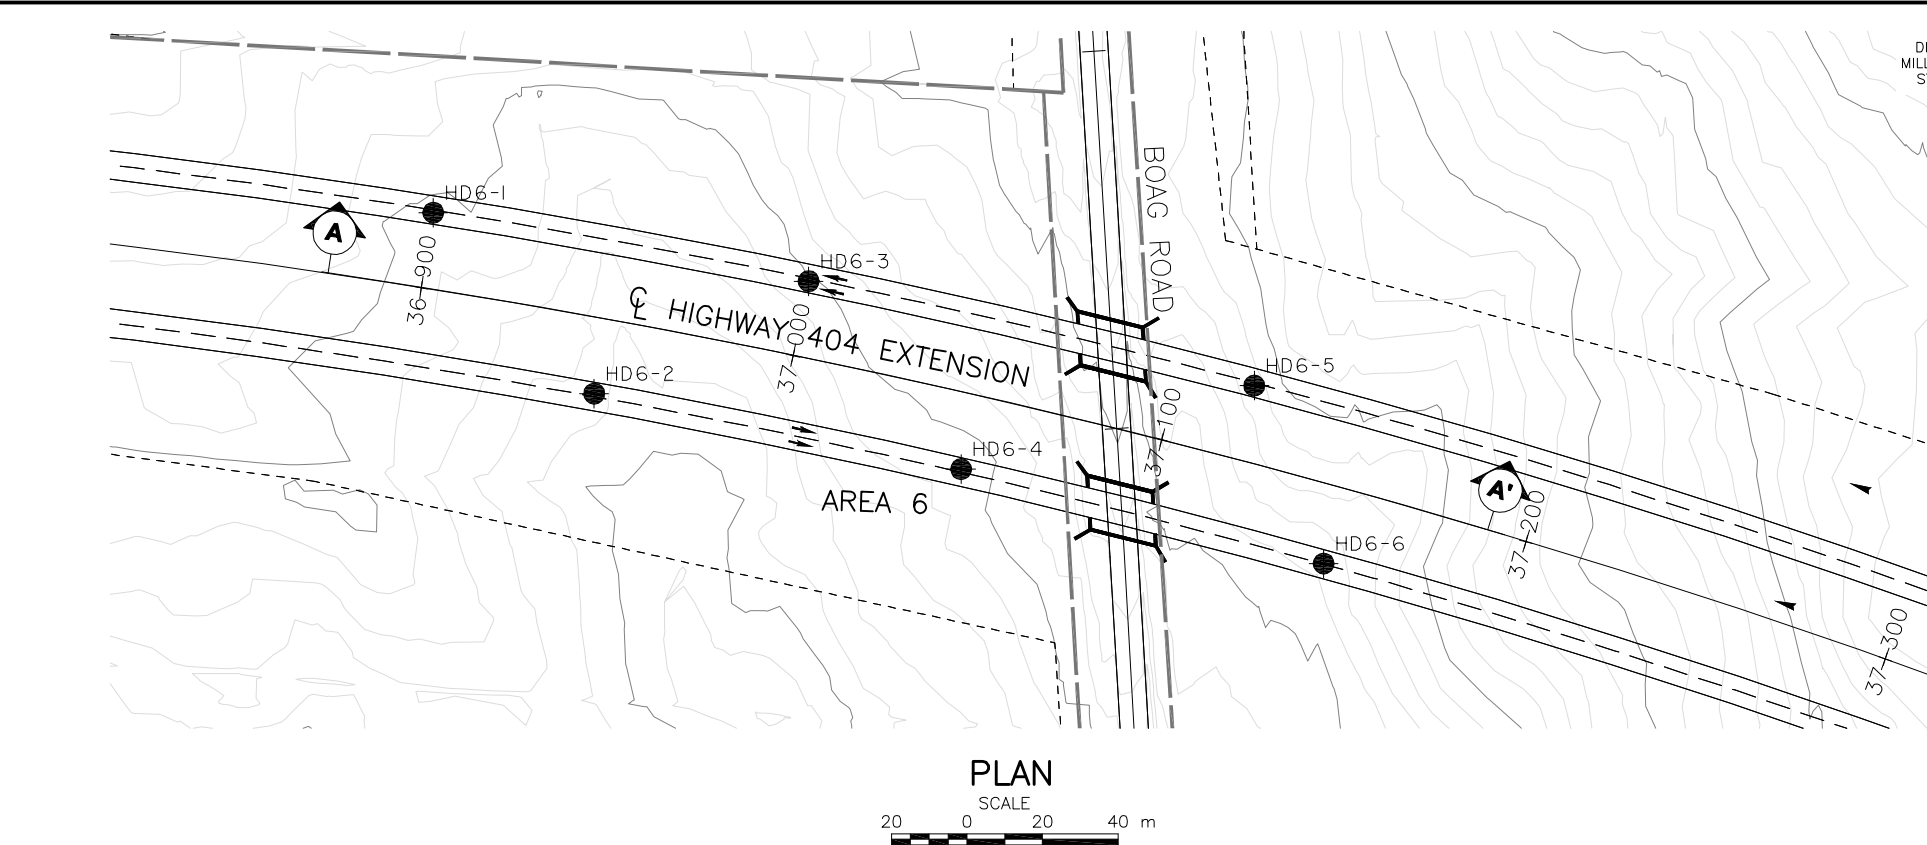 BOAG ROAD
HD6-1
A
36-900
HD6-3
℄ HIGHWAY 404 EXTENSION
37-000
HD6-2
HD6-5
37-100
HD6-4
AREA 6
A'
37-200
HD6-6
37-300
PLAN
SCALE
20 0 20 40 m